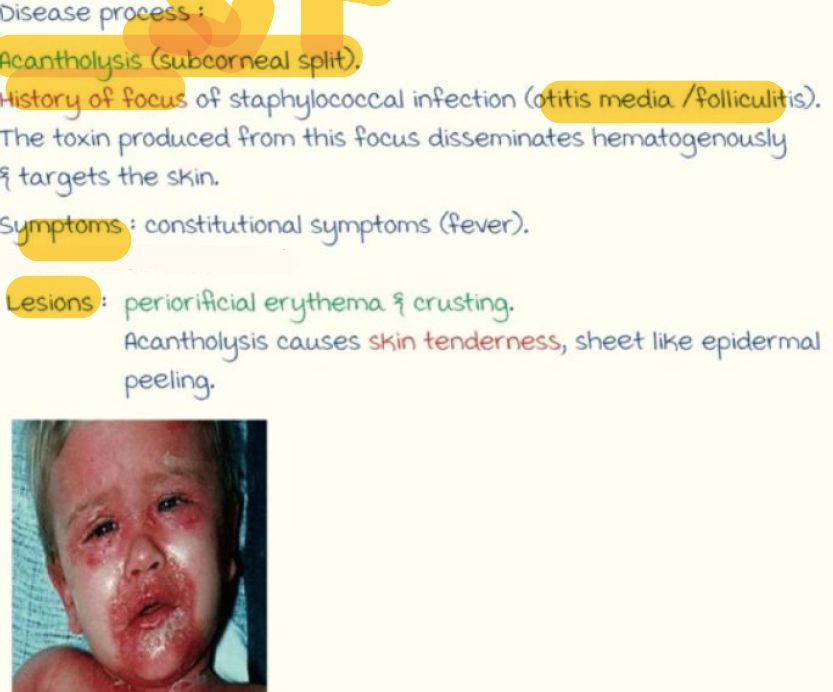 Disease process :
Acantholysis (subcorneal split).
History of focus of staphylococcal infection (otitis media /folliculitis).
The toxin produced from this focus disseminates hematogenously
& targets the skin.
Symptoms : constitutional symptoms (fever).
Lesions : periorificial erythema & crusting.
Acantholysis causes skin tenderness, sheet like epidermal
peeling.